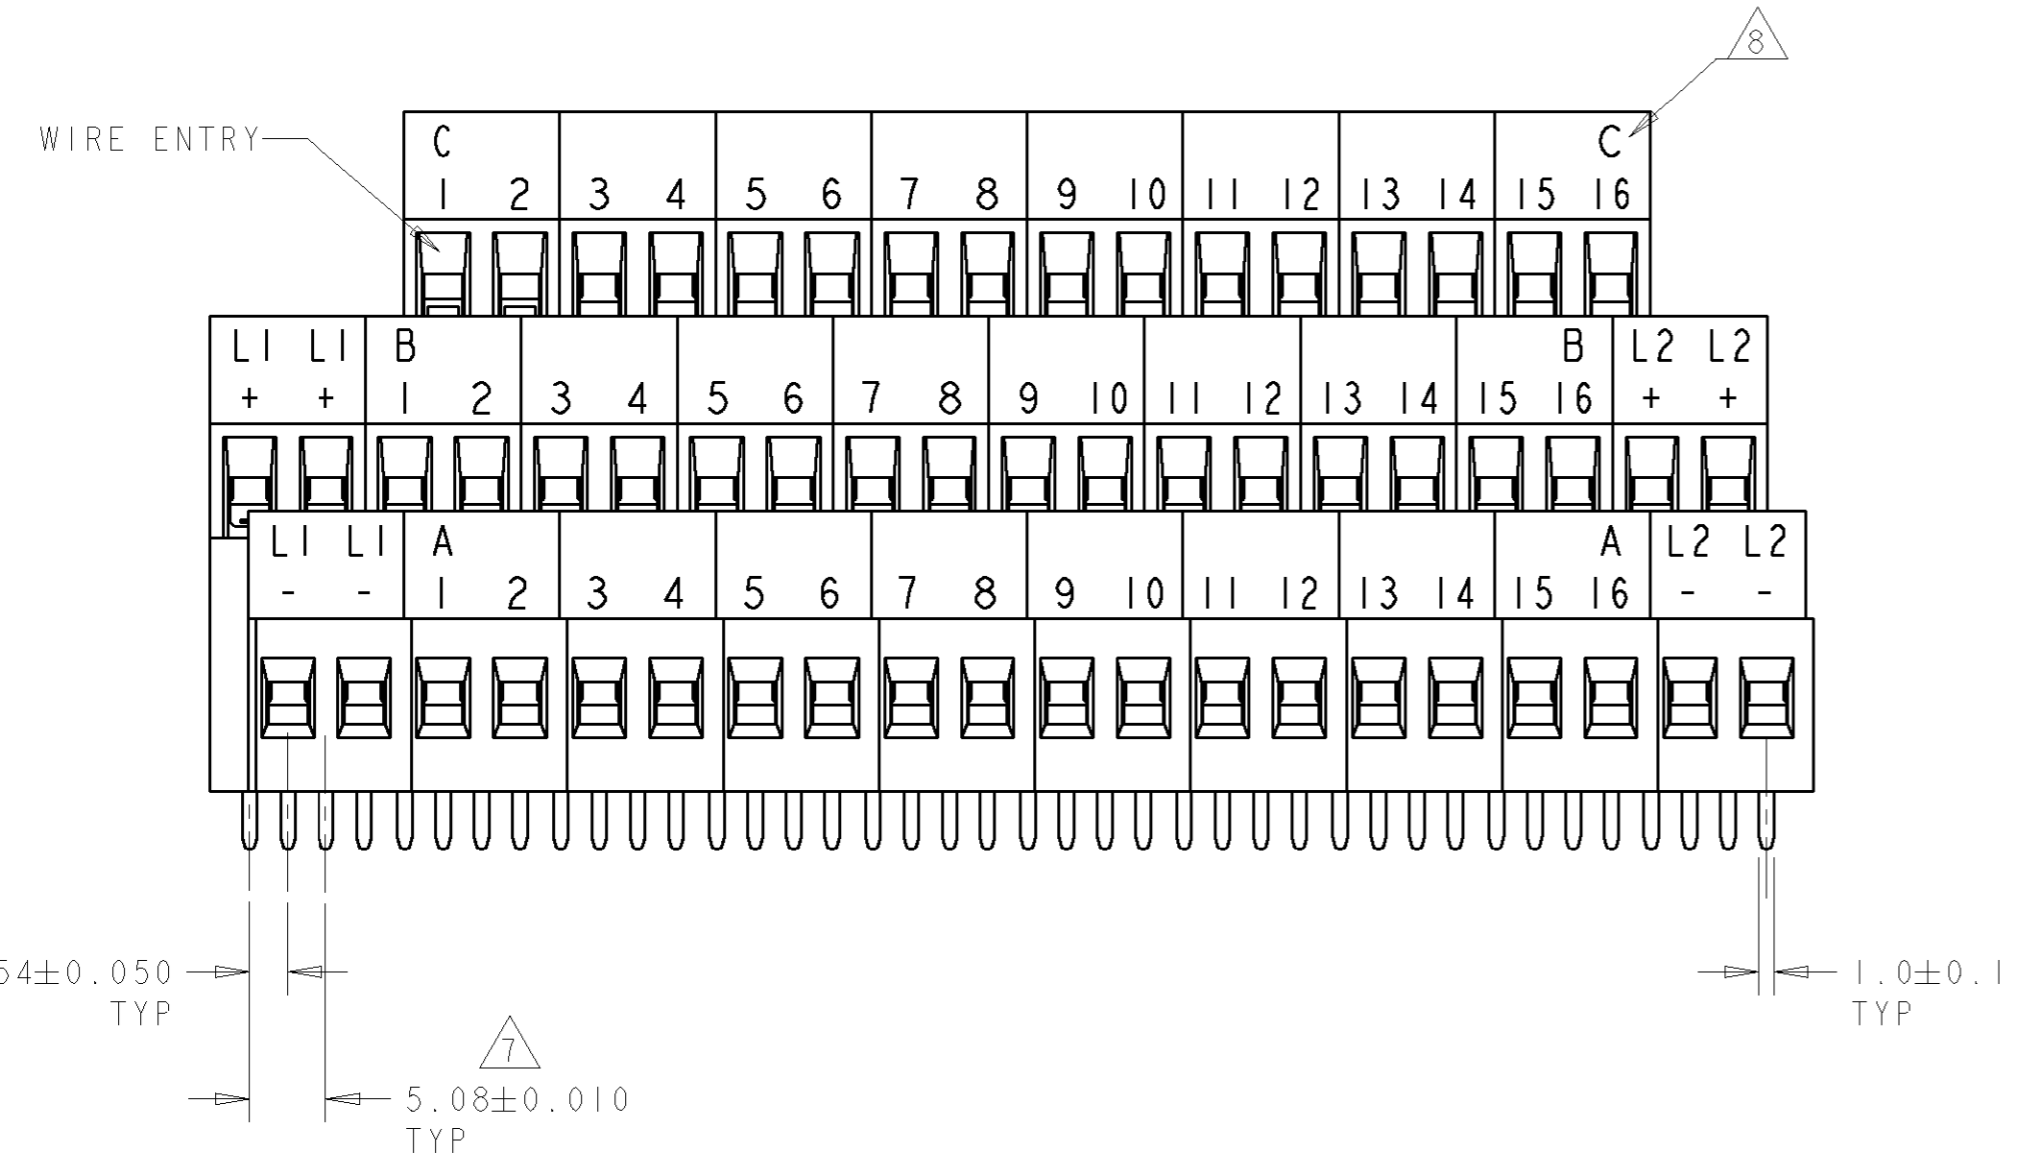 8
WIRE ENTRY
C C
1 2 3 4 5 6 7 8 9 10 11 12 13 14 15 16
L1 L1 B B L2 L2
+ + 1 2 3 4 5 6 7 8 9 10 11 12 13 14 15 16 + +
L1 L1 A A L2 L2
- - 1 2 3 4 5 6 7 8 9 10 11 12 13 14 15 16 - -
54±0.050
TYP
1.0±0.1
TYP
7
5.08±0.010
TYP